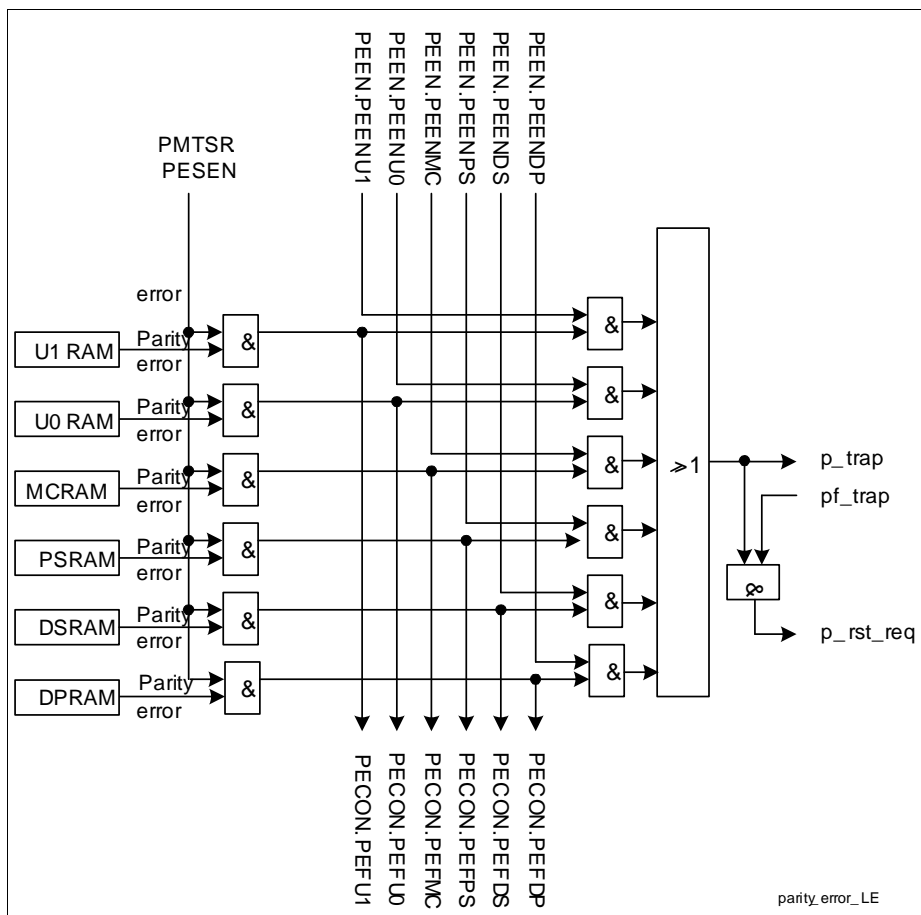 PEEN.PEENU1
PEEN.PEENU0
PEEN.PEENMC
PEEN.PEENPS
PEEN.PEENDS
PEEN.PEENDP
PMTSR
PESEN
error
U1 RAM
Parity
error
&
&
U0 RAM
Parity
error
&
&
MCRAM
Parity
error
&
&
PSRAM
Parity
error
&
&
DSRAM
Parity
error
&
&
DPRAM
Parity
error
&
&
≥1
p_trap
pf_trap
&
p_rst_req
PECON.PEFU1
PECON.PEFU0
PECON.PEFMC
PECON.PEFPS
PECON.PEFDS
PECON.PEFDP
parity_error_LE